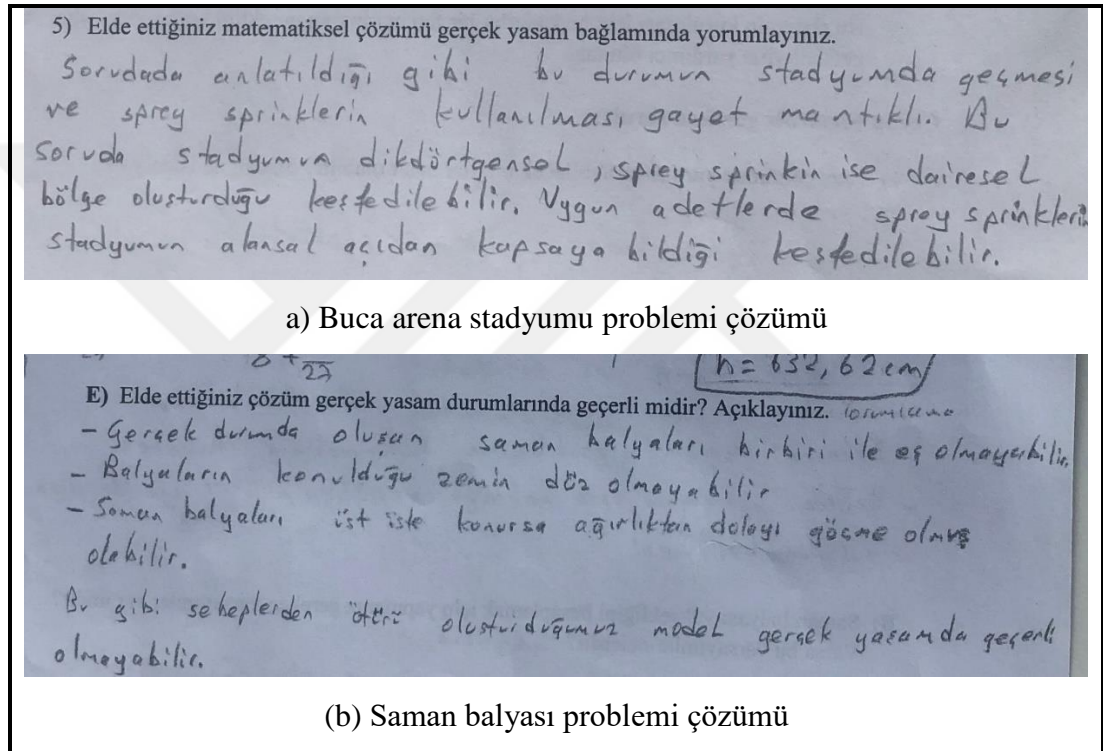 5) Elde ettiğiniz matematiksel çözümü gerçek yasam bağlamında yorumlayınız.
Sorudada anlatıldığı gibi bu durumun stadyumda geçmesi
ve sprey sprinklerin kullanılması gayet mantıklı. Bu
soruda stadyumun dikdörtgensel, sprey sprinkin ise dairesel
bölge oluşturduğu keşfedilebilir. Uygun adetlerde sprey sprinklerin
stadyumun alansal açıdan kapsaya bildiği keşfedilebilir.
a) Buca arena stadyumu problemi çözümü
h = 632,62 cm
E) Elde ettiğiniz çözüm gerçek yaşam durumlarında geçerli midir? Açıklayınız. Yorumlama
- Gerçek durumda oluşan saman balyaları birbiri ile eş olmayabilir.
- Balyaların konulduğu zemin düz olmayabilir
- Saman balyaları üst üste konursa ağırlıktan dolayı göçme olmuş
olabilir.
Bu gibi sebeplerden ötürü oluşturduğumuz model gerçek yaşamda geçerli
olmayabilir.
(b) Saman balyası problemi çözümü